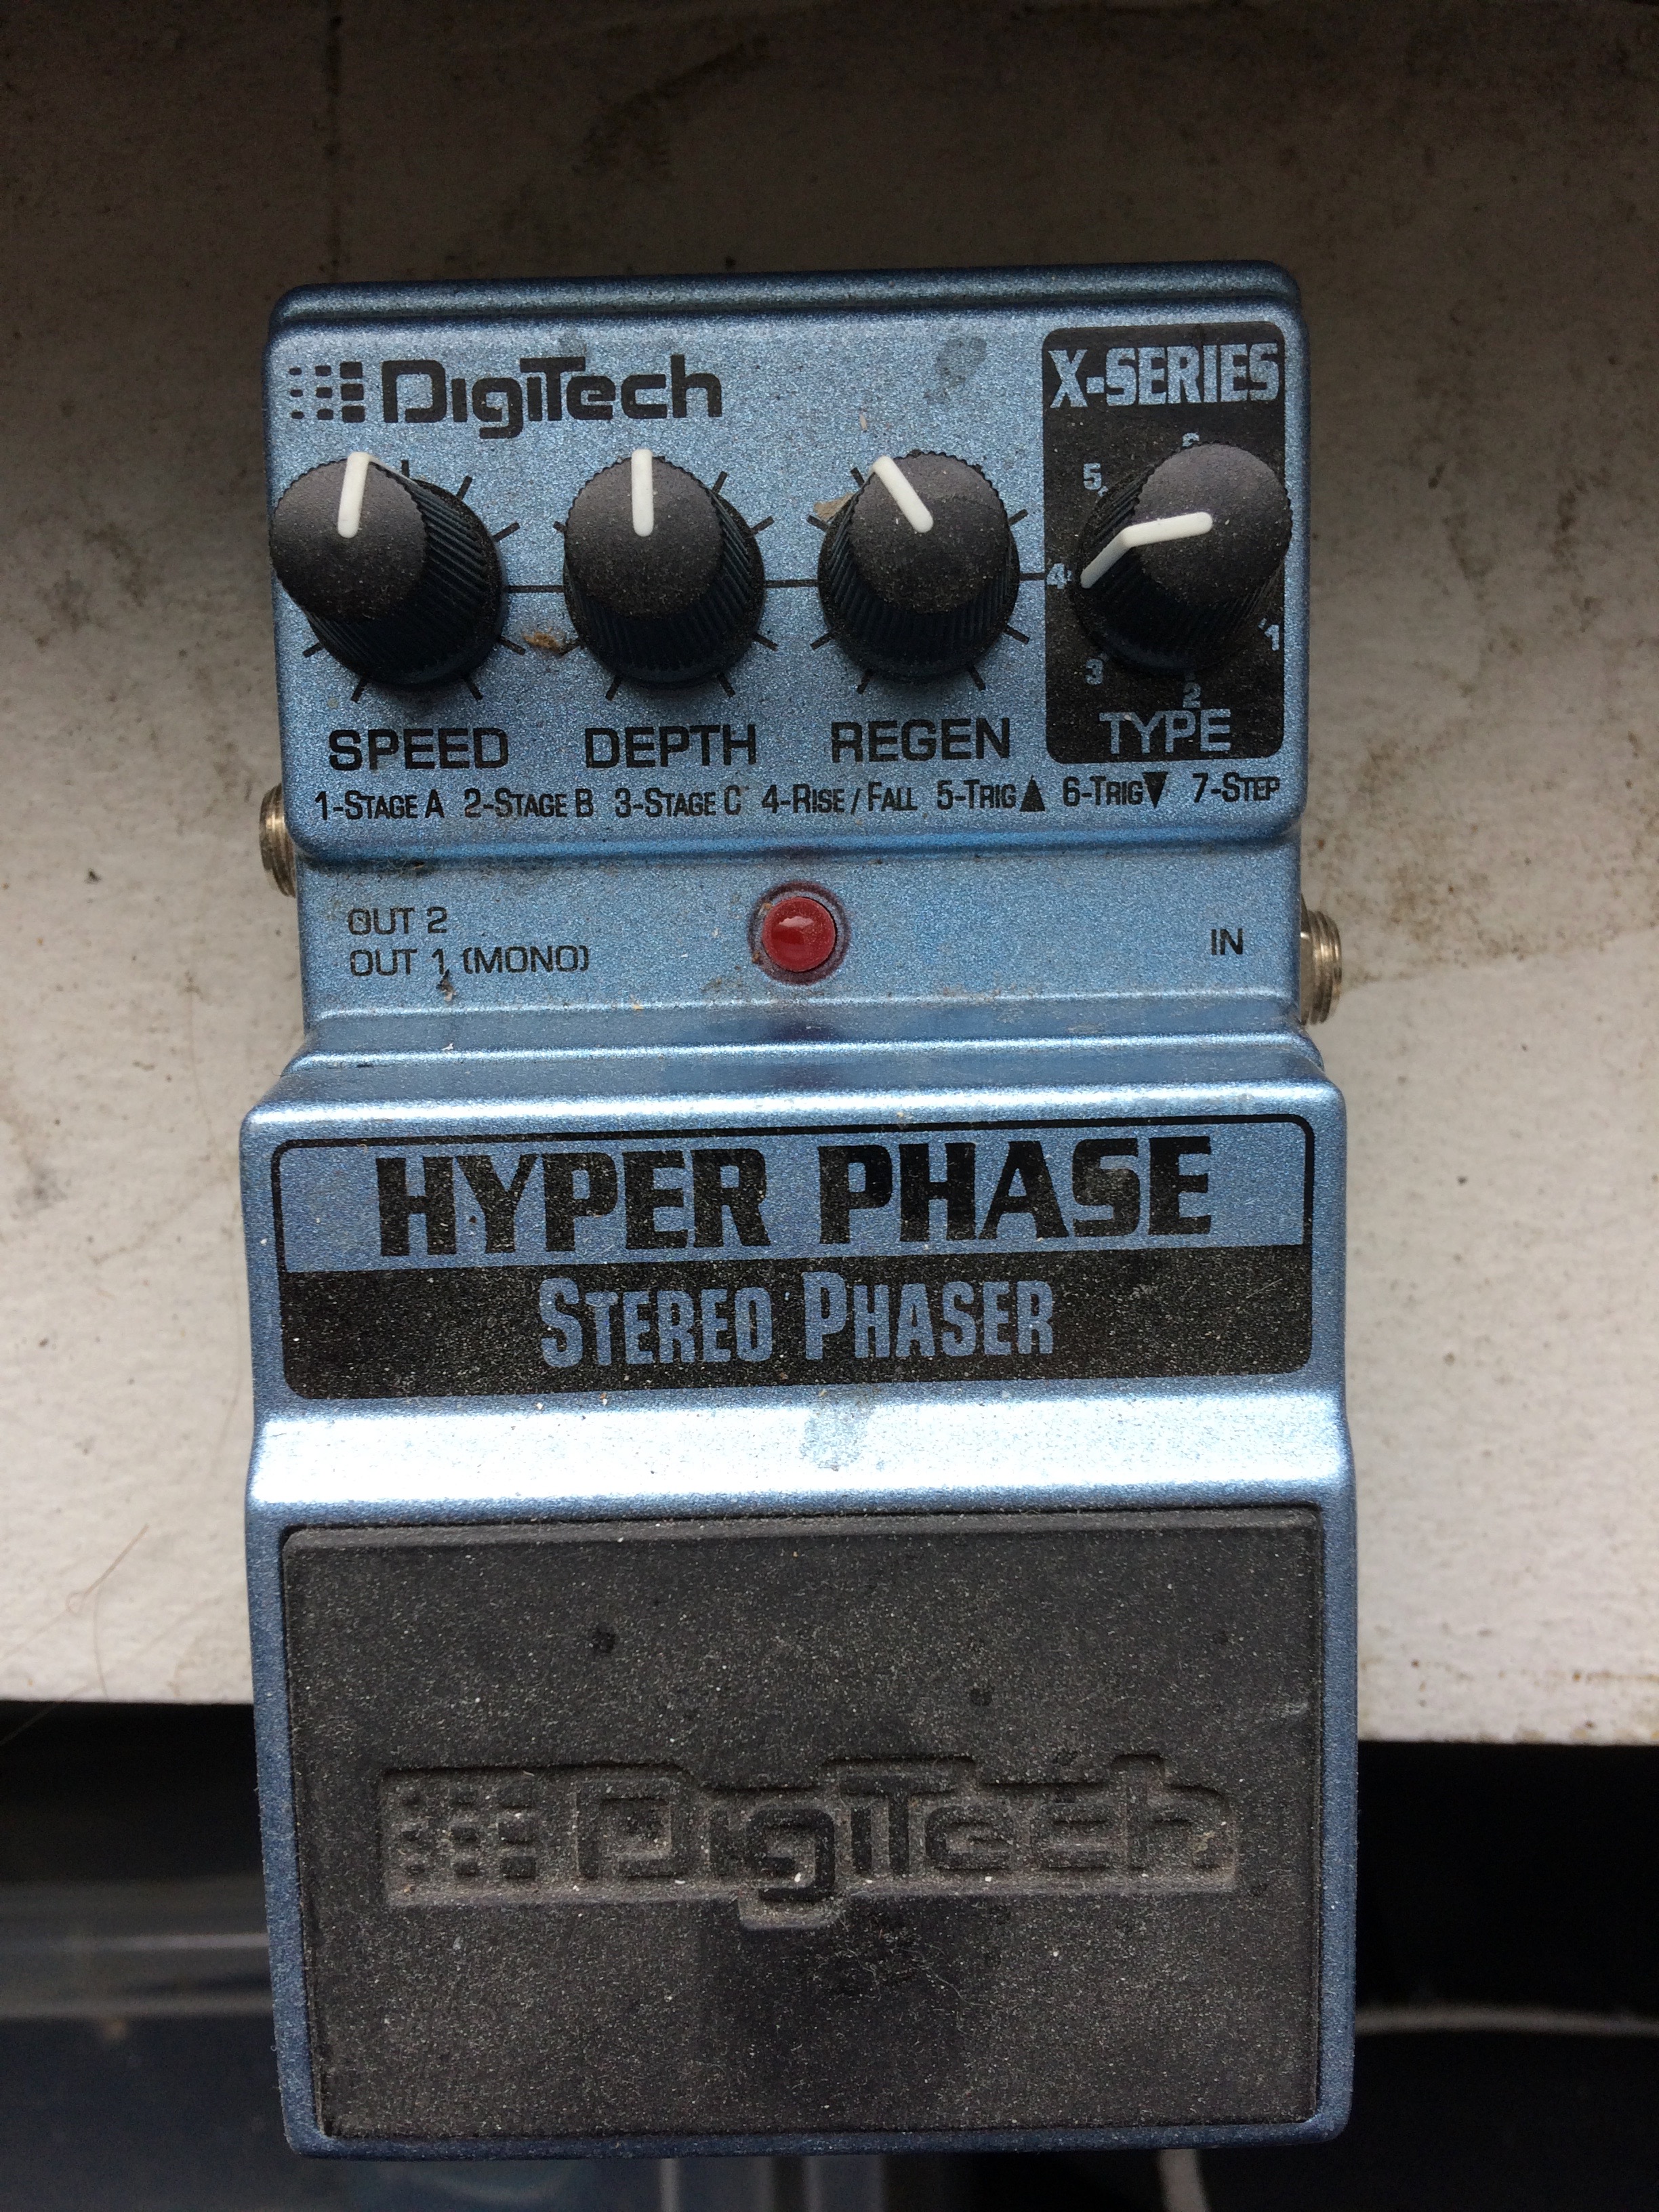 DigiTech
X-SERIES
5
4
3
2
1
SPEED DEPTH REGEN TYPE
1-STAGE A 2-STAGE B 3-STAGE C 4-RISE / FALL 5-TRIG▲ 6-TRIG▼ 7-STEP
OUT 2
OUT 1 (MONO)
IN
HYPER PHASE
STEREO PHASER
DigiTech